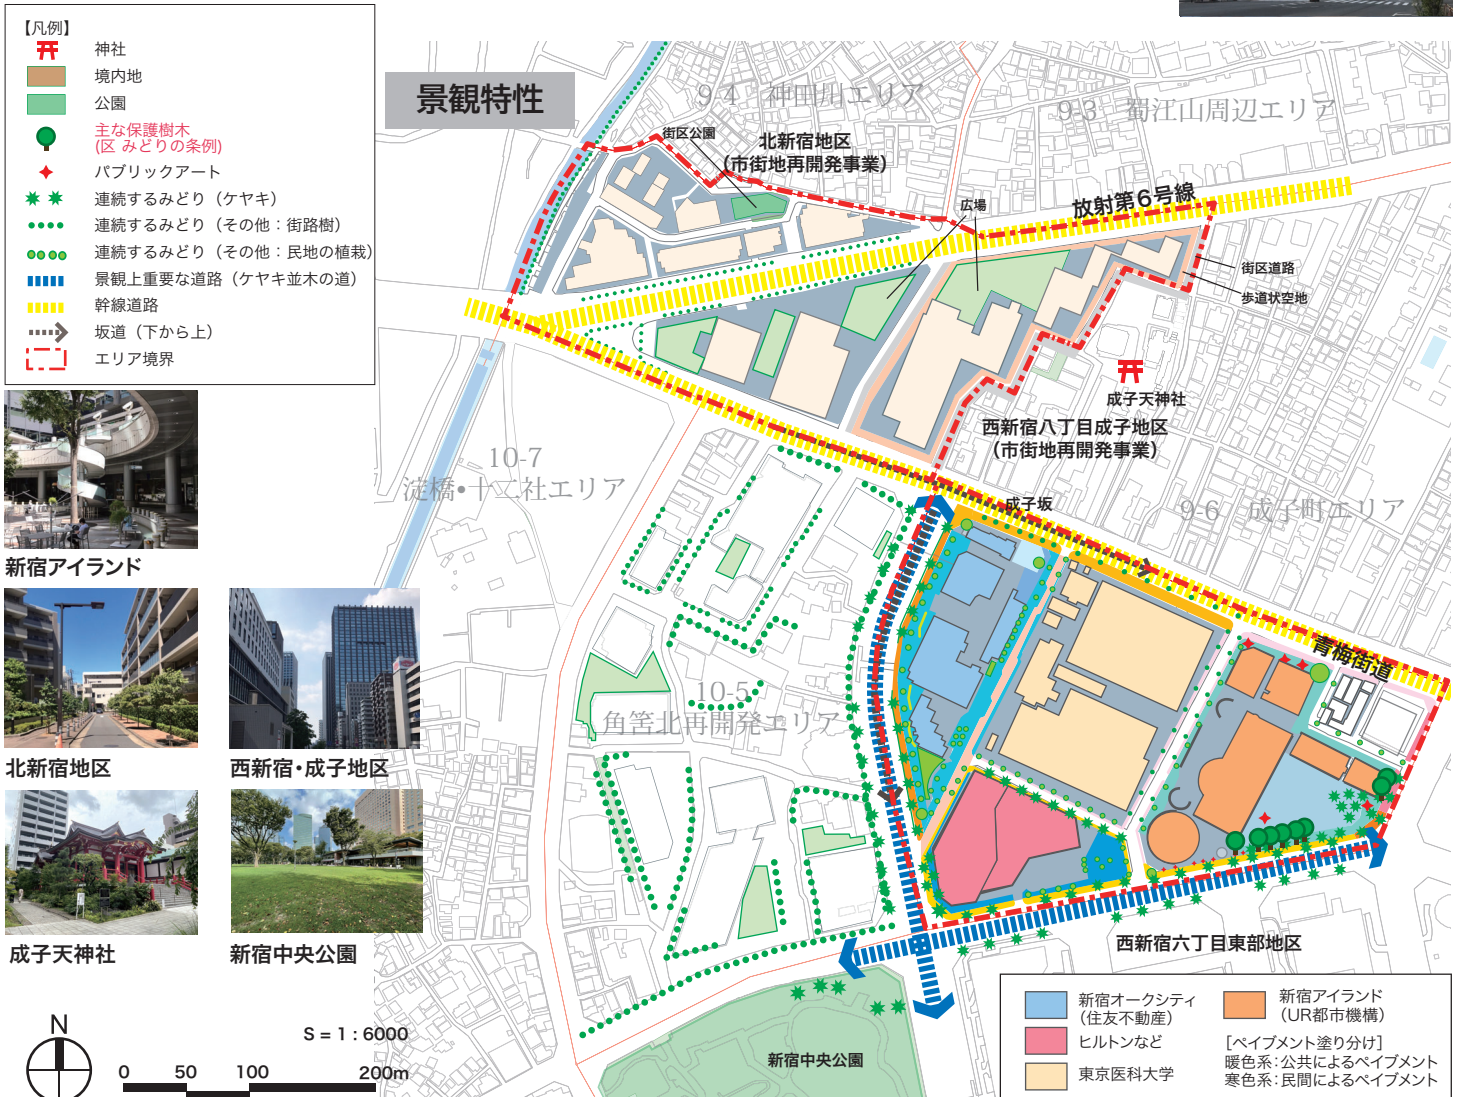 【凡例】
神社
境内地
公園
主な保護樹木
(区 みどりの条例)
パブリックアート
連続するみどり（ケヤキ）
連続するみどり（その他：街路樹）
連続するみどり（その他：民地の植栽）
景観上重要な道路（ケヤキ並木の道）
幹線道路
坂道（下から上）
エリア境界
景観特性
9-4 神田川エリア
9-3 蜀江山周辺エリア
街区公園
北新宿地区
（市街地再開発事業）
広場
放射第6号線
街区道路
歩道状空地
成子天神社
西新宿八丁目成子地区
（市街地再開発事業）
10-7
淀橋・十二社エリア
成子坂
9-6 成子町エリア
新宿アイランド
青梅街道
10-5
角筈北再開発エリア
北新宿地区
西新宿・成子地区
成子天神社
新宿中央公園
西新宿六丁目東部地区
新宿中央公園
N
S = 1 : 6000
0 50 100 200m
新宿オークシティ
（住友不動産）
ヒルトンなど
東京医科大学
新宿アイランド
（UR都市機構）
［ペイブメント塗り分け］
暖色系：公共によるペイブメント
寒色系：民間によるペイブメント